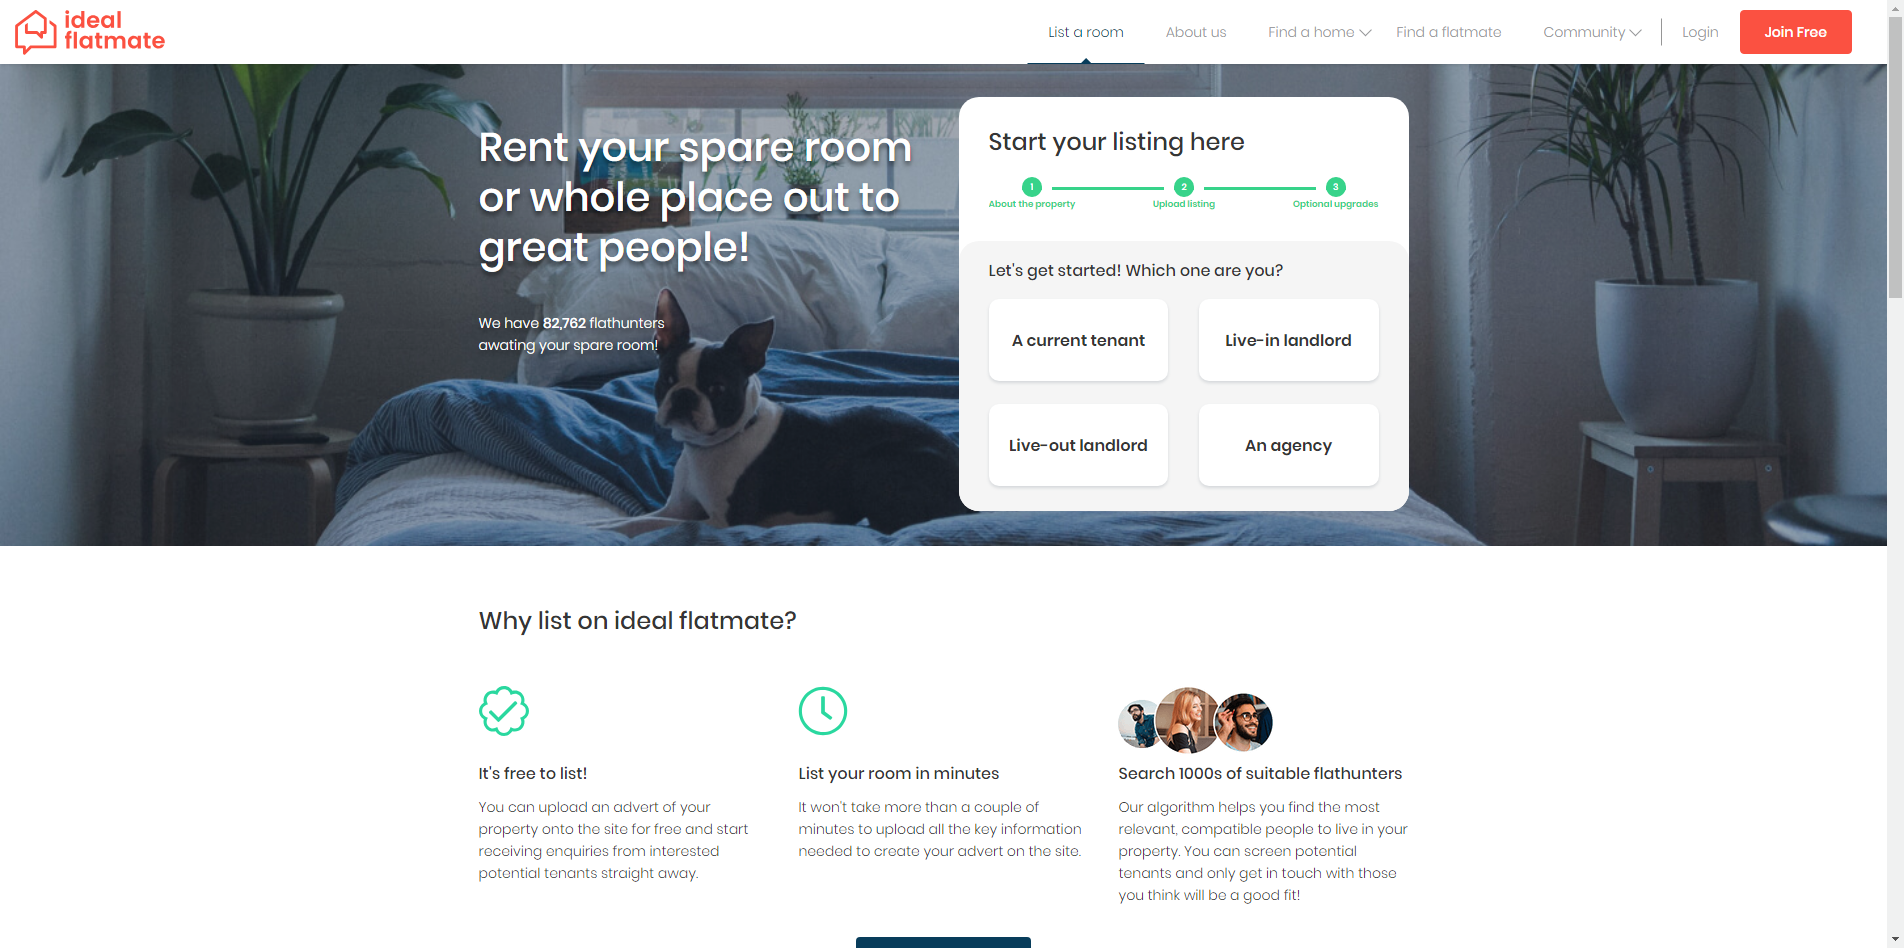 ideal
flatmate
List a room
About us
Find a home
Find a flatmate
Community
Login
Join Free
Rent your spare room
or whole place out to
great people!
We have 82,762 flathunters
awating your spare room!
Start your listing here
1
2
3
About the property
Upload listing
Optional upgrades
Let's get started! Which one are you?
A current tenant
Live-in landlord
Live-out landlord
An agency
Why list on ideal flatmate?
It's free to list!
You can upload an advert of your
property onto the site for free and start
receiving enquiries from interested
potential tenants straight away.
List your room in minutes
It won't take more than a couple of
minutes to upload all the key information
needed to create your advert on the site.
Search 1000s of suitable flathunters
Our algorithm helps you find the most
relevant, compatible people to live in your
property. You can screen potential
tenants and only get in touch with those
you think will be a good fit!